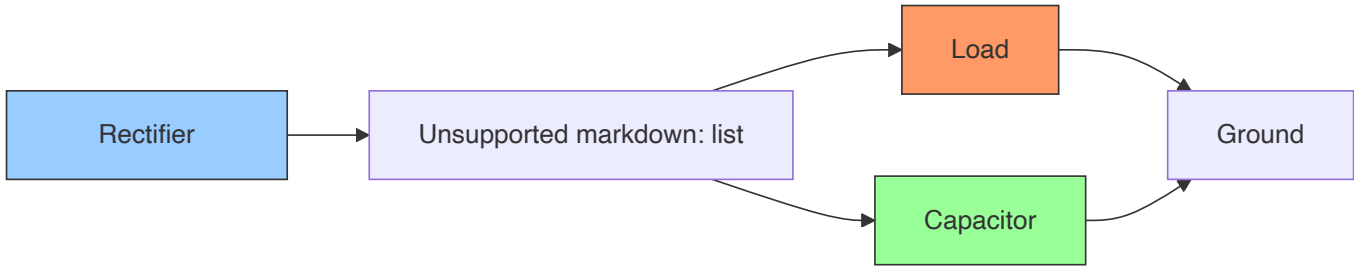 Rectifier
Unsupported markdown: list
Load
Capacitor
Ground